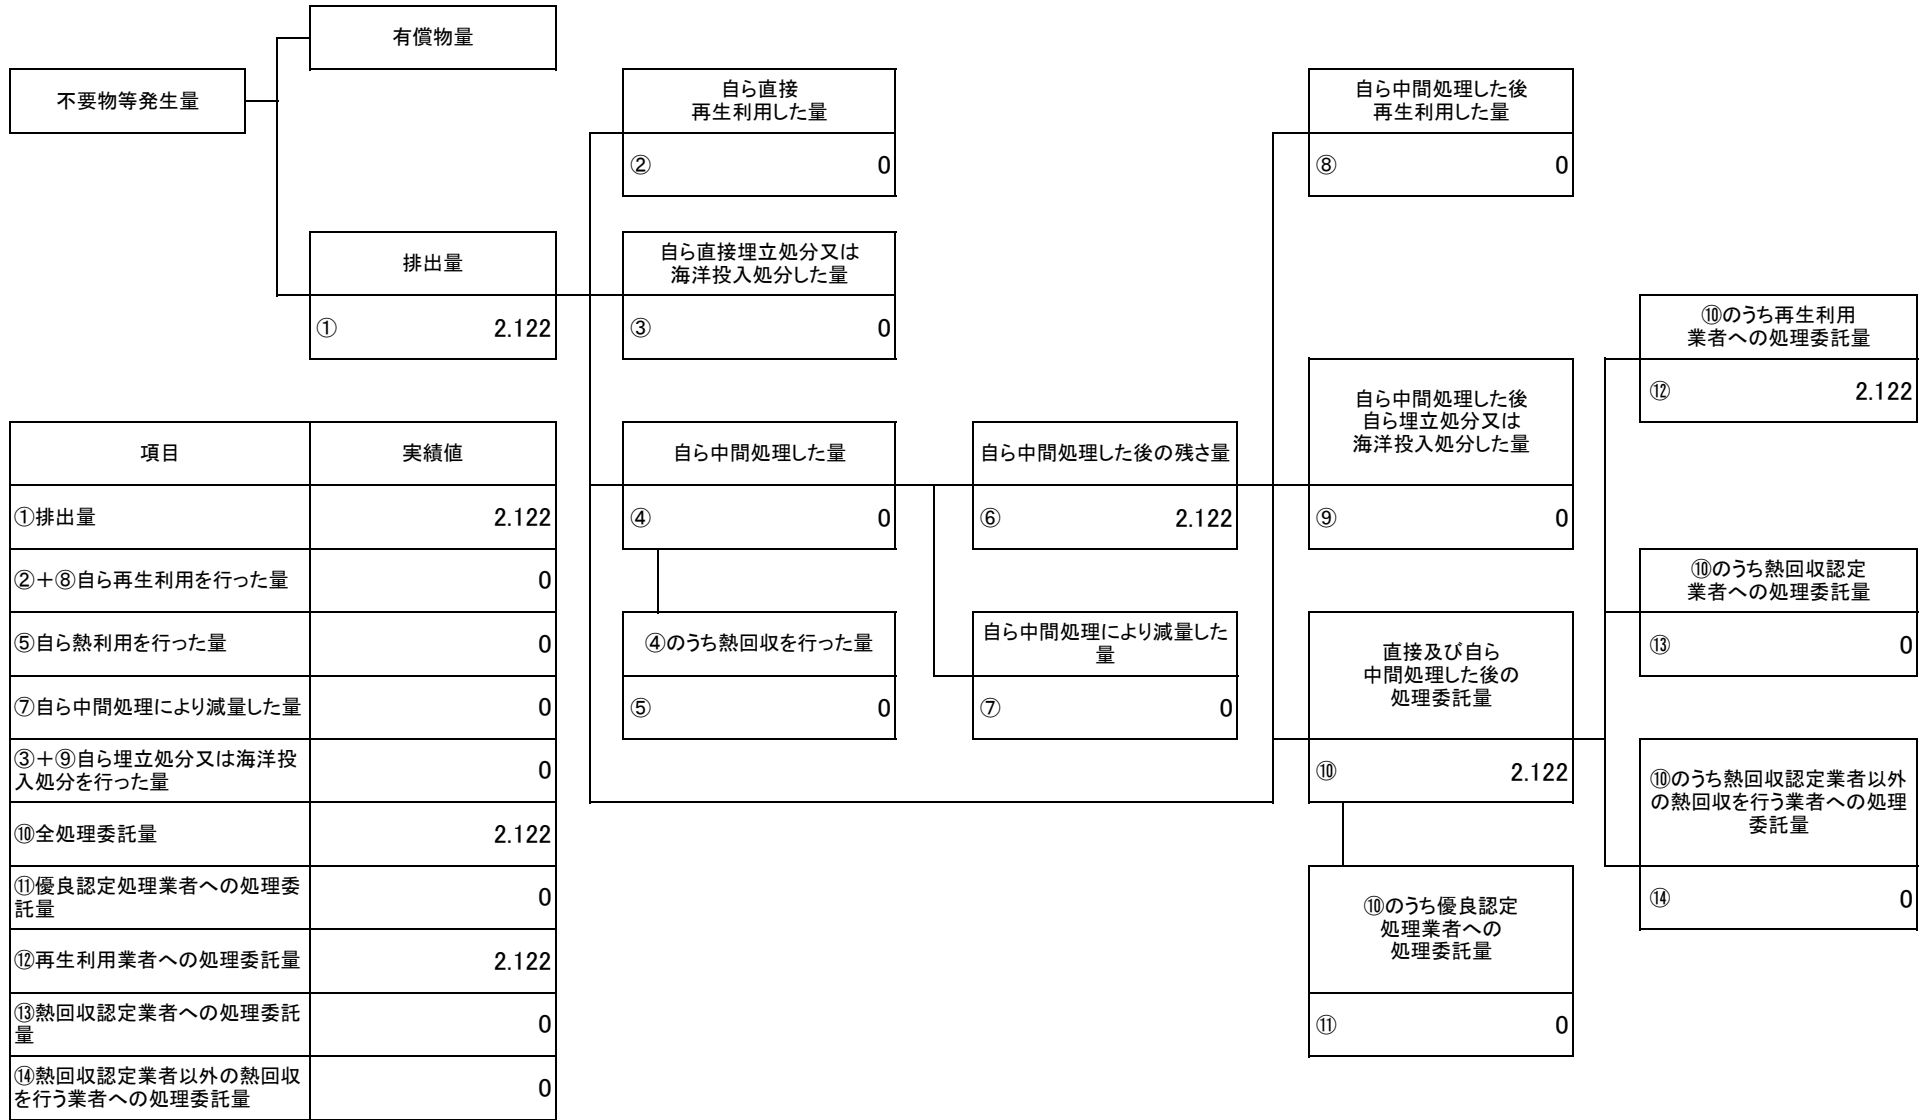 有償物量
不要物等発生量
自ら直接
再生利用した量
② 0
自ら中間処理した後
再生利用した量
⑧ 0
排出量
① 2.122
自ら直接埋立処分又は
海洋投入処分した量
③ 0
⑩のうち再生利用
業者への処理委託量
⑫ 2.122
自ら中間処理した後
自ら埋立処分又は
海洋投入処分した量
⑨ 0
自ら中間処理した量
④ 0
自ら中間処理した後の残さ量
⑥ 2.122
⑩のうち熱回収認定
業者への処理委託量
⑬ 0
④のうち熱回収を行った量
⑤ 0
自ら中間処理により減量した
量
⑦ 0
直接及び自ら
中間処理した後の
処理委託量
⑩ 2.122
⑩のうち熱回収認定業者以外
の熱回収を行う業者への処理
委託量
⑭ 0
⑩のうち優良認定
処理業者への
処理委託量
⑪ 0
項目 実績値
①排出量 2.122
②+⑧自ら再生利用を行った量 0
⑤自ら熱利用を行った量 0
⑦自ら中間処理により減量した量 0
③+⑨自ら埋立処分又は海洋投
入処分を行った量 0
⑩全処理委託量 2.122
⑪優良認定処理業者への処理委
託量 0
⑫再生利用業者への処理委託量 2.122
⑬熱回収認定業者への処理委託
量 0
⑭熱回収認定業者以外の熱回収
を行う業者への処理委託量 0